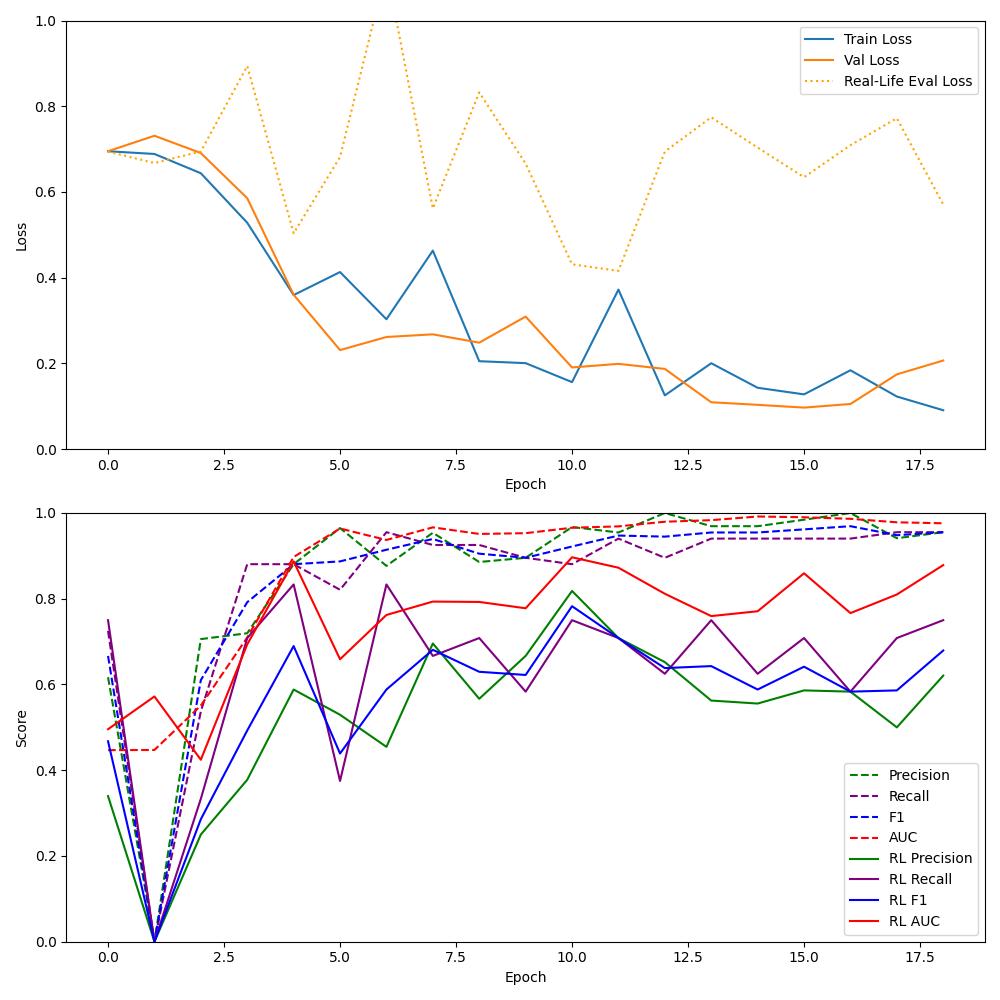 1.0
0.8
0.6
0.4
0.2
0.0
Loss
Train Loss
Val Loss
Real-Life Eval Loss
0.0 2.5 5.0 7.5 10.0 12.5 15.0 17.5
Epoch
1.0
0.8
0.6
0.4
0.2
0.0
Score
Precision
Recall
F1
AUC
RL Precision
RL Recall
RL F1
RL AUC
0.0 2.5 5.0 7.5 10.0 12.5 15.0 17.5
Epoch